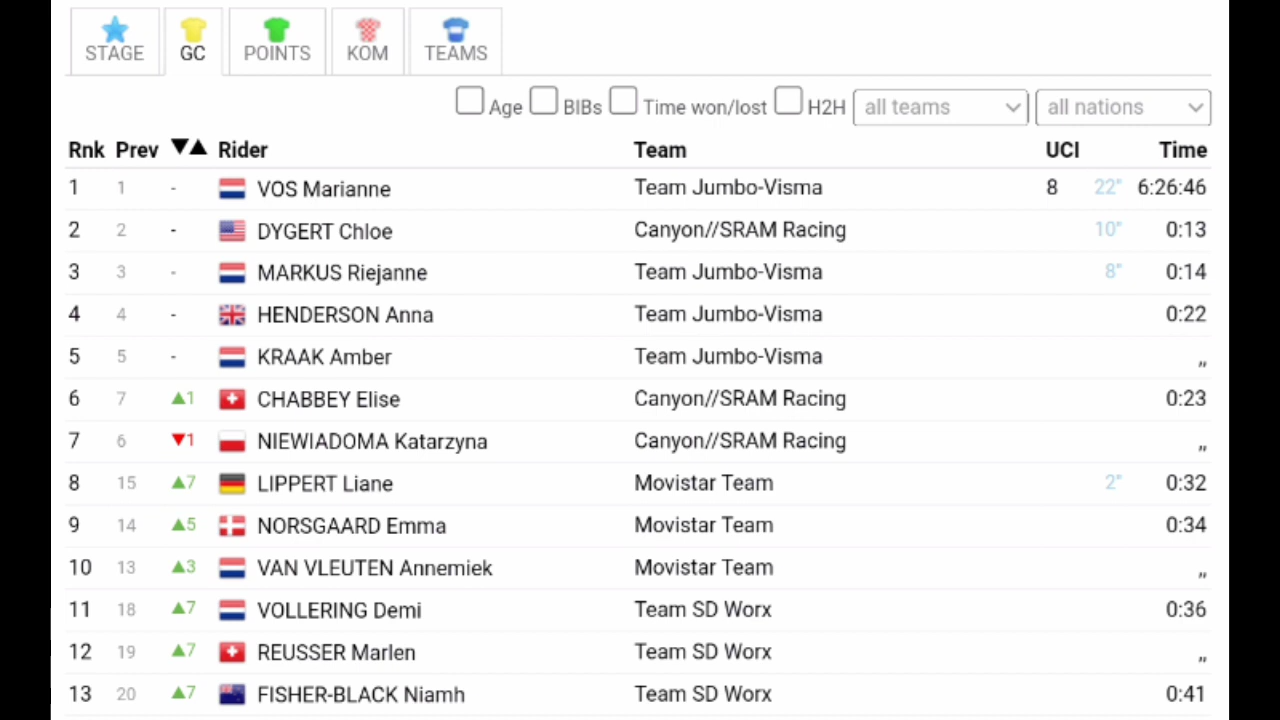 STAGE GC POINTS KOM TEAMS
Age BIBs Time won/lost H2H all teams all nations
Rnk Prev ▼▲ Rider Team UCI Time
1 1 - VOS Marianne Team Jumbo-Visma 8 22" 6:26:46
2 2 - DYGERT Chloe Canyon//SRAM Racing 10" 0:13
3 3 - MARKUS Riejanne Team Jumbo-Visma 8" 0:14
4 4 - HENDERSON Anna Team Jumbo-Visma 0:22
5 5 - KRAAK Amber Team Jumbo-Visma „
6 7 ▲1 CHABBEY Elise Canyon//SRAM Racing 0:23
7 6 ▼1 NIEWIADOMA Katarzyna Canyon//SRAM Racing „
8 15 ▲7 LIPPERT Liane Movistar Team 2" 0:32
9 14 ▲5 NORSGAARD Emma Movistar Team 0:34
10 13 ▲3 VAN VLEUTEN Annemiek Movistar Team „
11 18 ▲7 VOLLERING Demi Team SD Worx 0:36
12 19 ▲7 REUSSER Marlen Team SD Worx „
13 20 ▲7 FISHER-BLACK Niamh Team SD Worx 0:41